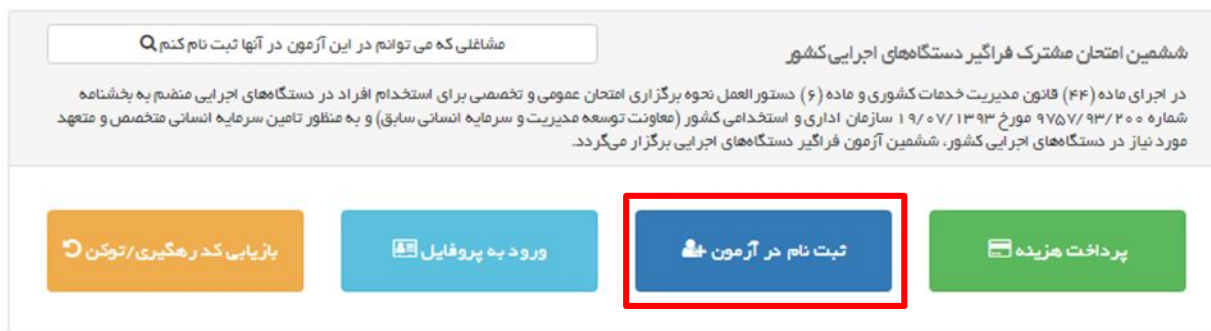 ششمین امتحان مشترک فراگیر دستگاه‌های اجرایی کشور
مشاغلی که می توانم در این آزمون در آنها ثبت نام کنم
در اجرای ماده (۴۴) قانون مدیریت خدمات کشوری و ماده (۶) دستورالعمل نحوه برگزاری امتحان عمومی و تخصصی برای استخدام افراد در دستگاه‌های اجرایی منضم به بخشنامه
شماره ۹۷۵۷/۹۳/۲۰۰ مورخ ۱۹/۰۷/۱۳۹۳ سازمان اداری و استخدامی کشور (معاونت توسعه مدیریت و سرمایه انسانی سابق) و به منظور تامین سرمایه انسانی متخصص و متعهد
مورد نیاز در دستگاه‌های اجرایی کشور، ششمین آزمون فراگیر دستگاه‌های اجرایی برگزار می‌گردد.
پرداخت هزینه
ثبت نام در آزمون
ورود به پروفایل
بازیابی کد رهگیری/توکن